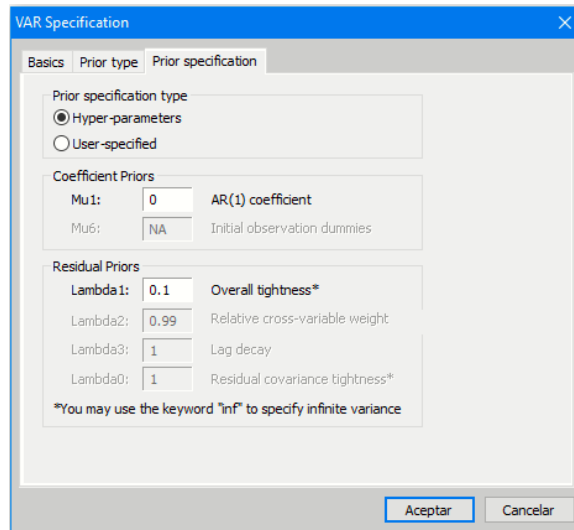 VAR Specification
Basics Prior type Prior specification
Prior specification type
Hyper-parameters
User-specified
Coefficient Priors
Mu1: 0 AR(1) coefficient
Mu6: NA Initial observation dummies
Residual Priors
Lambda1: 0.1 Overall tightness*
Lambda2: 0.99 Relative cross-variable weight
Lambda3: 1 Lag decay
Lambda0: 1 Residual covariance tightness*
*You may use the keyword "inf" to specify infinite variance
Aceptar Cancelar